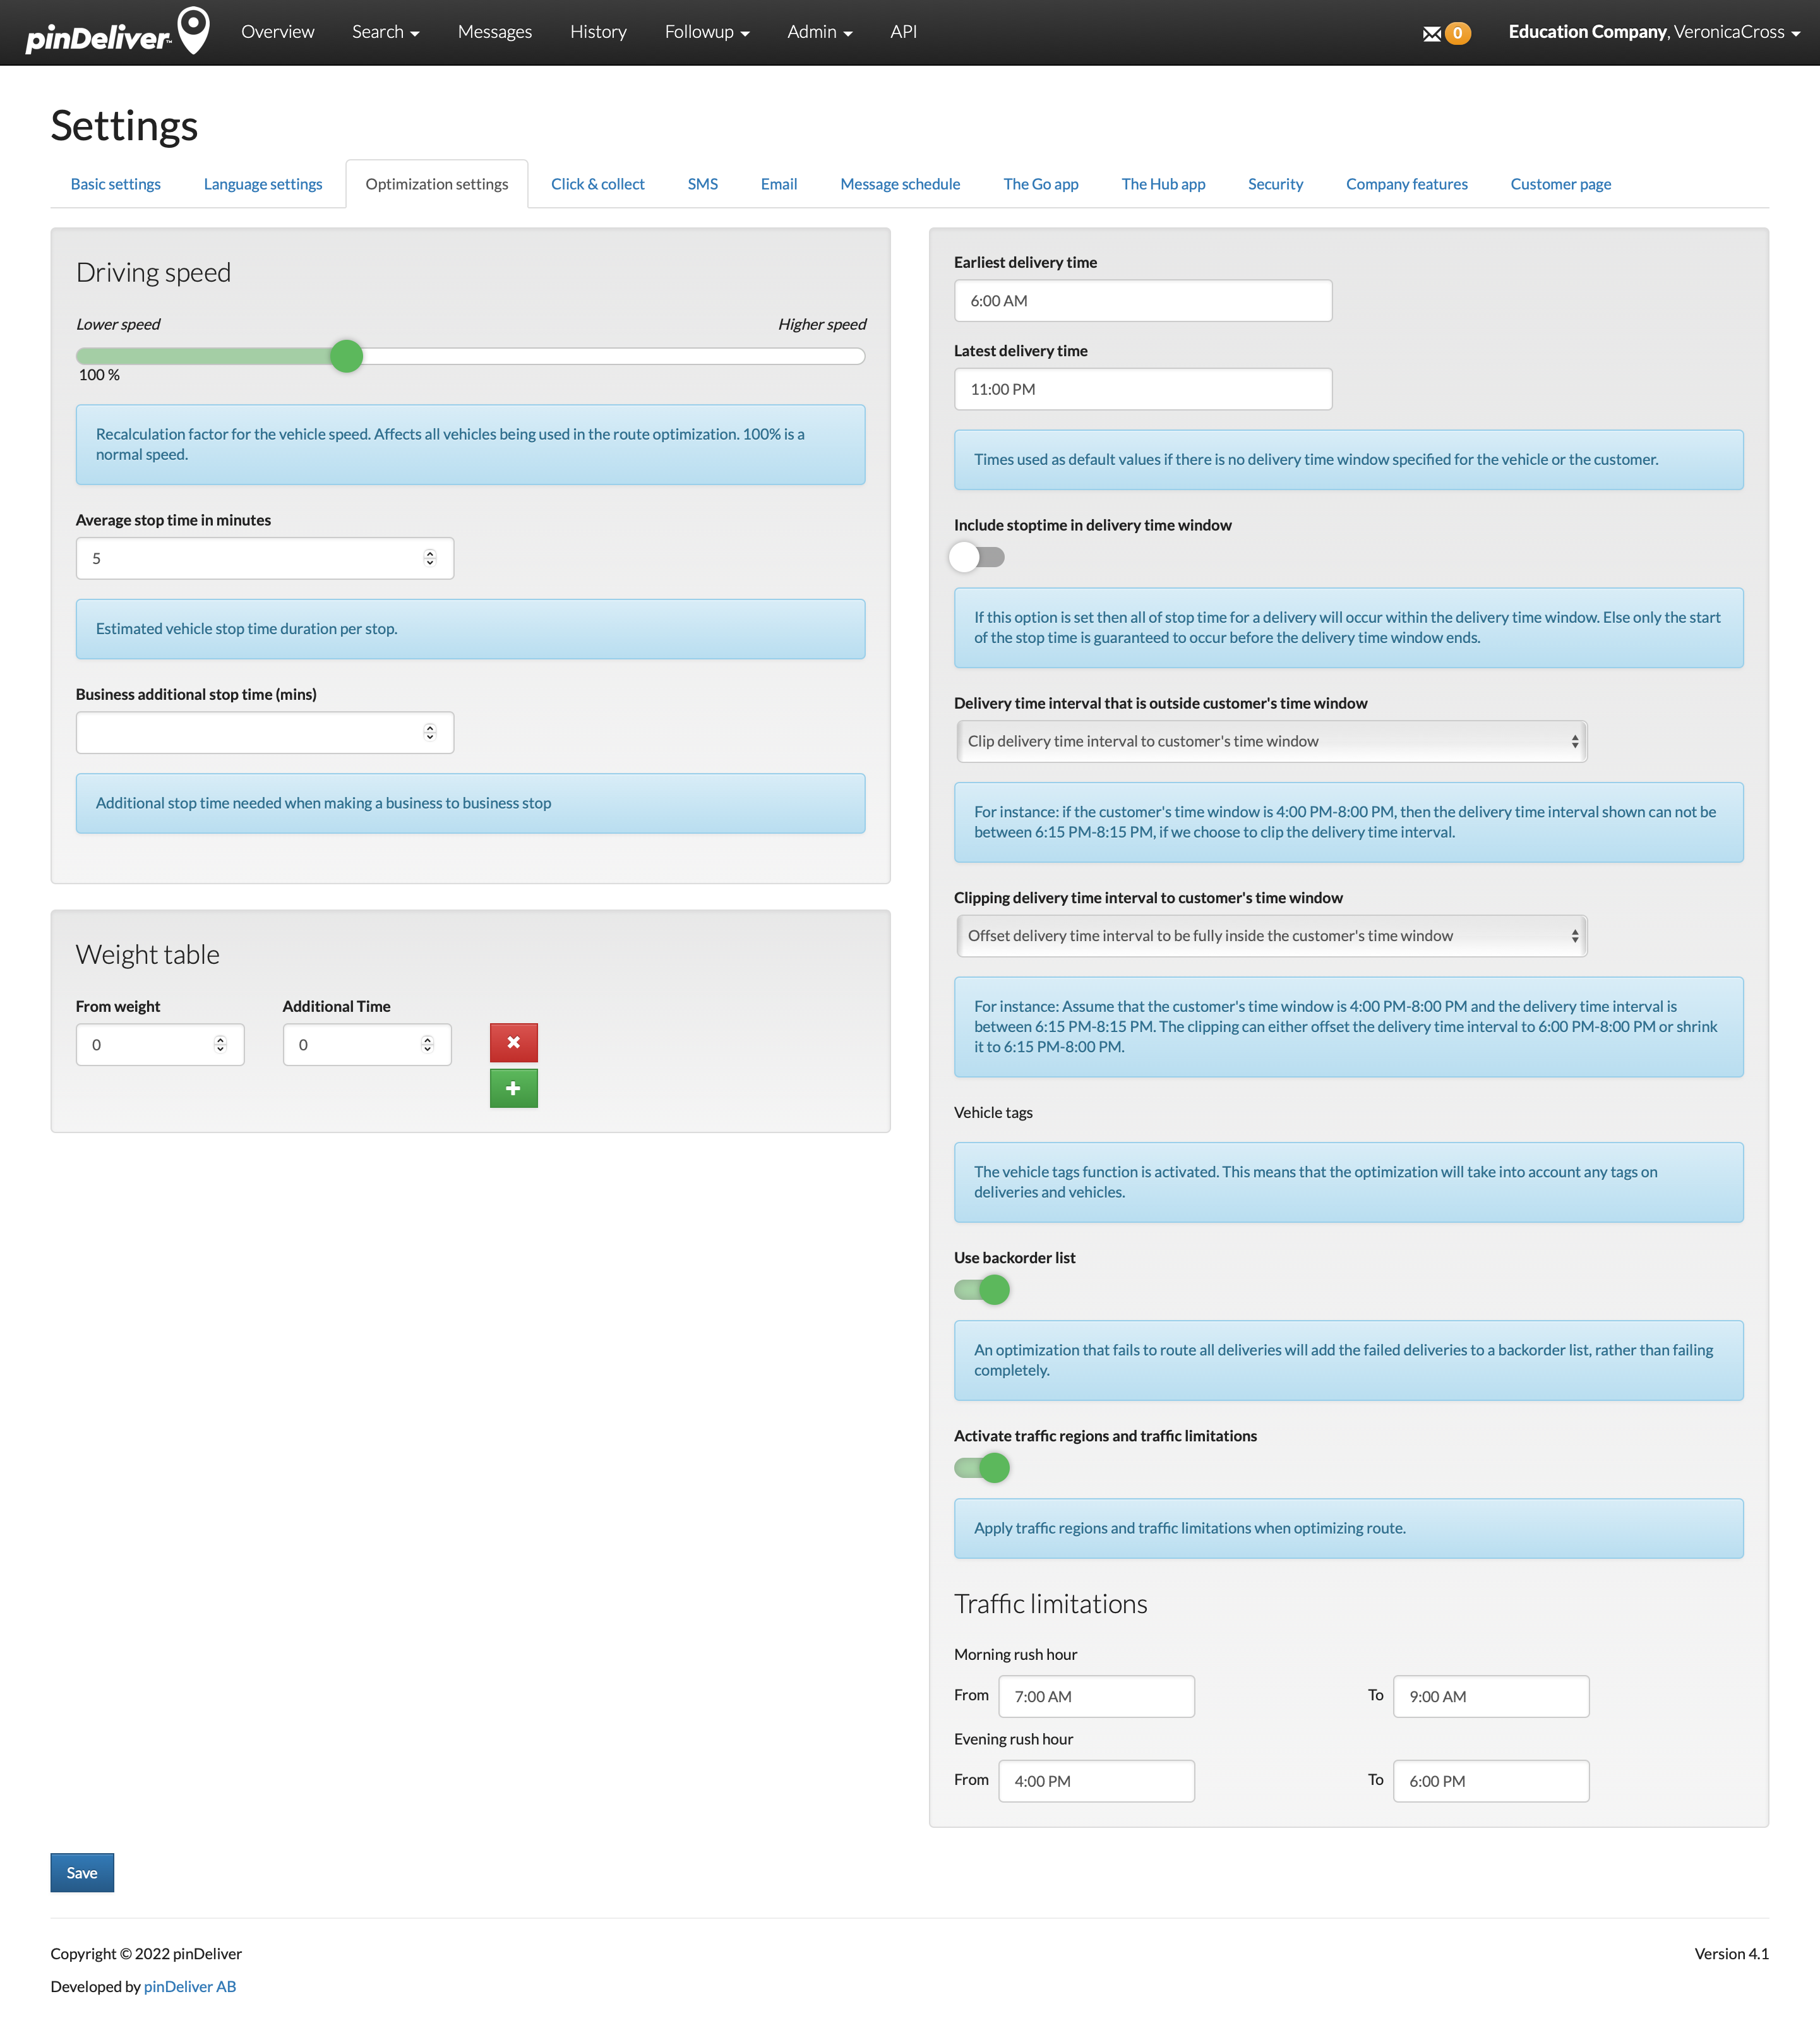 pinDeliver™
Overview
Search
Messages
History
Followup
Admin
API
0
Education Company, VeronicaCross
Settings
Basic settings
Language settings
Optimization settings
Click & collect
SMS
Email
Message schedule
The Go app
The Hub app
Security
Company features
Customer page
Driving speed
Lower speed
Higher speed
100 %
Recalculation factor for the vehicle speed. Affects all vehicles being used in the route optimization. 100% is a
normal speed.
Average stop time in minutes
5
Estimated vehicle stop time duration per stop.
Business additional stop time (mins)
Additional stop time needed when making a business to business stop
Weight table
From weight
Additional Time
0
0
Earliest delivery time
6:00 AM
Latest delivery time
11:00 PM
Times used as default values if there is no delivery time window specified for the vehicle or the customer.
Include stoptime in delivery time window
If this option is set then all of stop time for a delivery will occur within the delivery time window. Else only the start
of the stop time is guaranteed to occur before the delivery time window ends.
Delivery time interval that is outside customer's time window
Clip delivery time interval to customer's time window
For instance: if the customer's time window is 4:00 PM-8:00 PM, then the delivery time interval shown can not be
between 6:15 PM-8:15 PM, if we choose to clip the delivery time interval.
Clipping delivery time interval to customer's time window
Offset delivery time interval to be fully inside the customer's time window
For instance: Assume that the customer's time window is 4:00 PM-8:00 PM and the delivery time interval is
between 6:15 PM-8:15 PM. The clipping can either offset the delivery time interval to 6:00 PM-8:00 PM or shrink
it to 6:15 PM-8:00 PM.
Vehicle tags
The vehicle tags function is activated. This means that the optimization will take into account any tags on
deliveries and vehicles.
Use backorder list
An optimization that fails to route all deliveries will add the failed deliveries to a backorder list, rather than failing
completely.
Activate traffic regions and traffic limitations
Apply traffic regions and traffic limitations when optimizing route.
Traffic limitations
Morning rush hour
From 7:00 AM To 9:00 AM
Evening rush hour
From 4:00 PM To 6:00 PM
Save
Copyright © 2022 pinDeliver
Version 4.1
Developed by pinDeliver AB